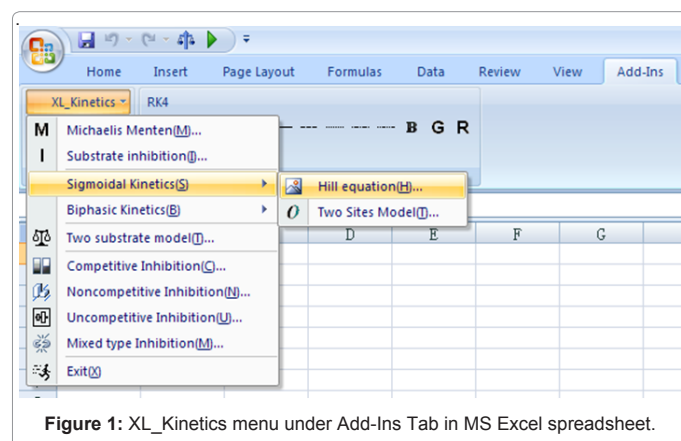 Home Insert Page Layout Formulas Data Review View Add-Ins
XL_Kinetics RK4
B G R
M Michaelis Menten(M)...
I Substrate inhibition(I)...
Sigmoidal Kinetics(S)
Hill equation(H)...
Biphasic Kinetics(B)
O Two Sites Model(T)...
Two substrate model(T)...
D E F G
Competitive Inhibition(C)...
Noncompetitive Inhibition(N)...
Uncompetitive Inhibition(U)...
Mixed type Inhibition(M)...
Exit(X)
Figure 1: XL_Kinetics menu under Add-Ins Tab in MS Excel spreadsheet.